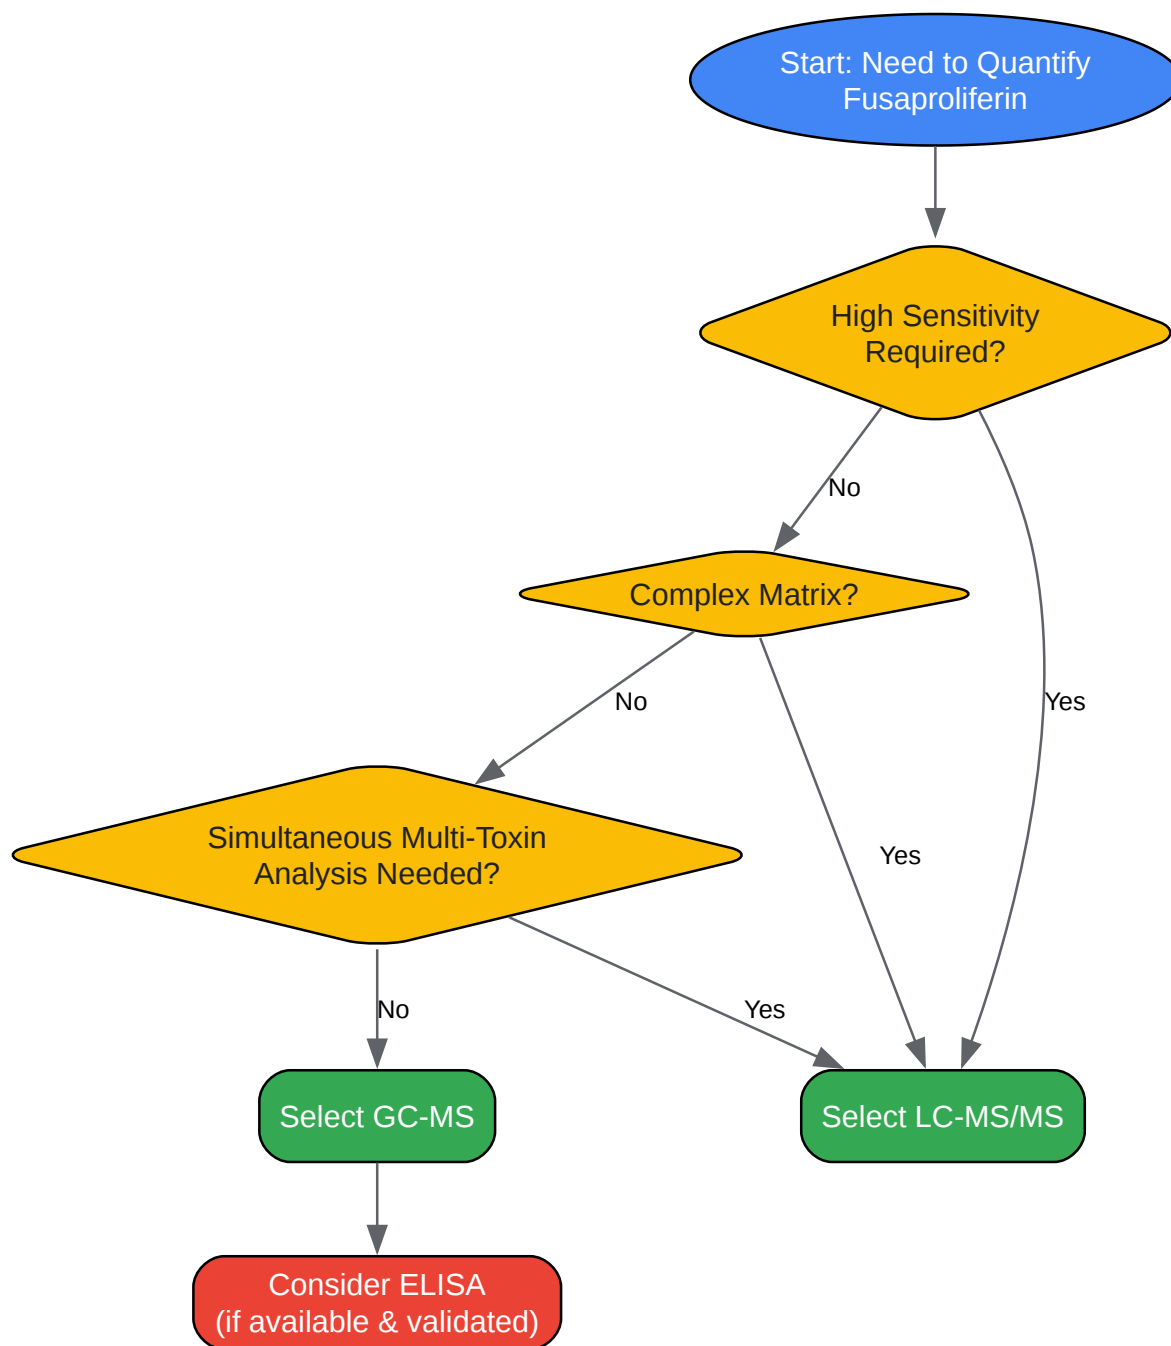 Start: Need to Quantify
Fusaproliferin
High Sensitivity
Required?
No
Complex Matrix?
No
Yes
Simultaneous Multi-Toxin
Analysis Needed?
Yes
No
Yes
Select GC-MS
Select LC-MS/MS
Consider ELISA
(if available & validated)